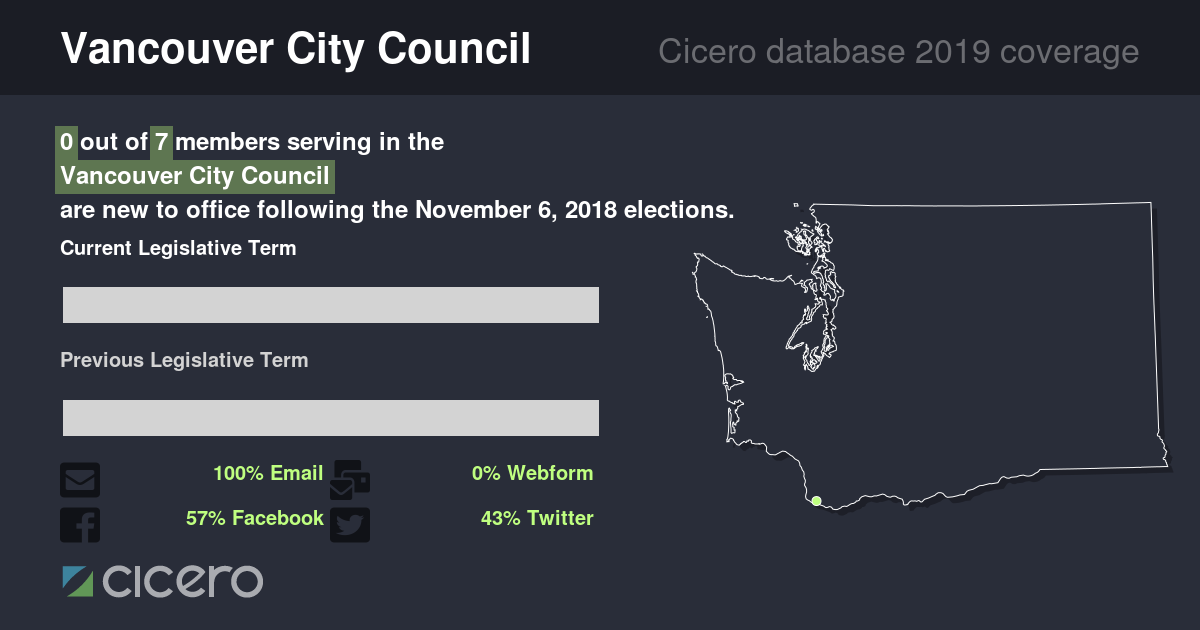 Vancouver City Council
Cicero database 2019 coverage
0 out of 7 members serving in the
Vancouver City Council
are new to office following the November 6, 2018 elections.
Current Legislative Term
Previous Legislative Term
100% Email
0% Webform
57% Facebook
43% Twitter
cicero